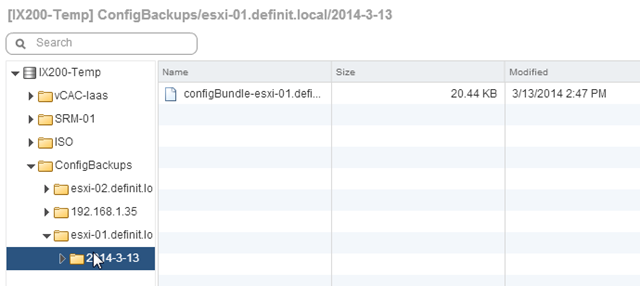 [IX200-Temp] ConfigBackups/esxi-01.definit.local/2014-3-13
Search
IX200-Temp
vCAC-Iaas
SRM-01
ISO
ConfigBackups
esxi-02.definit.lo
192.168.1.35
esxi-01.definit.lo
2014-3-13
Name Size Modified
configBundle-esxi-01.defi... 20.44 KB 3/13/2014 2:47 PM